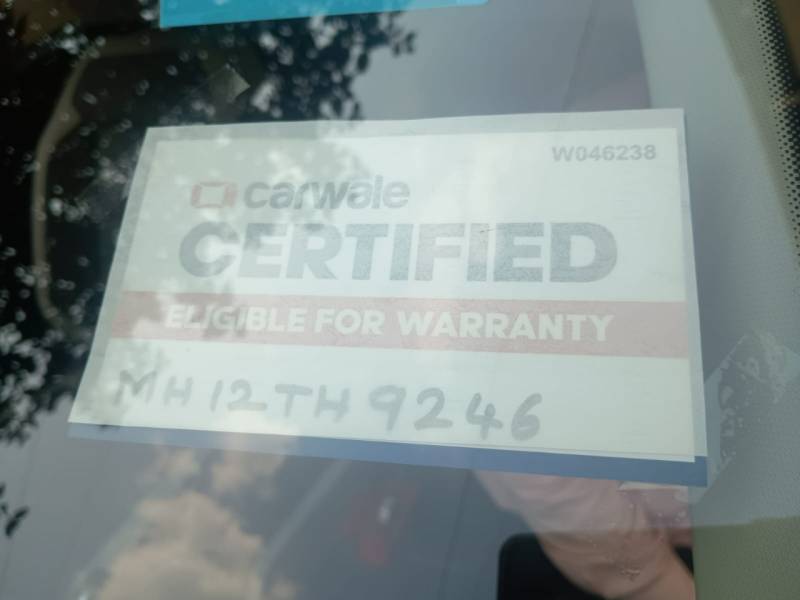 W046238
carwale
CERTIFIED
ELIGIBLE FOR WARRANTY
MH 12 TH 9246